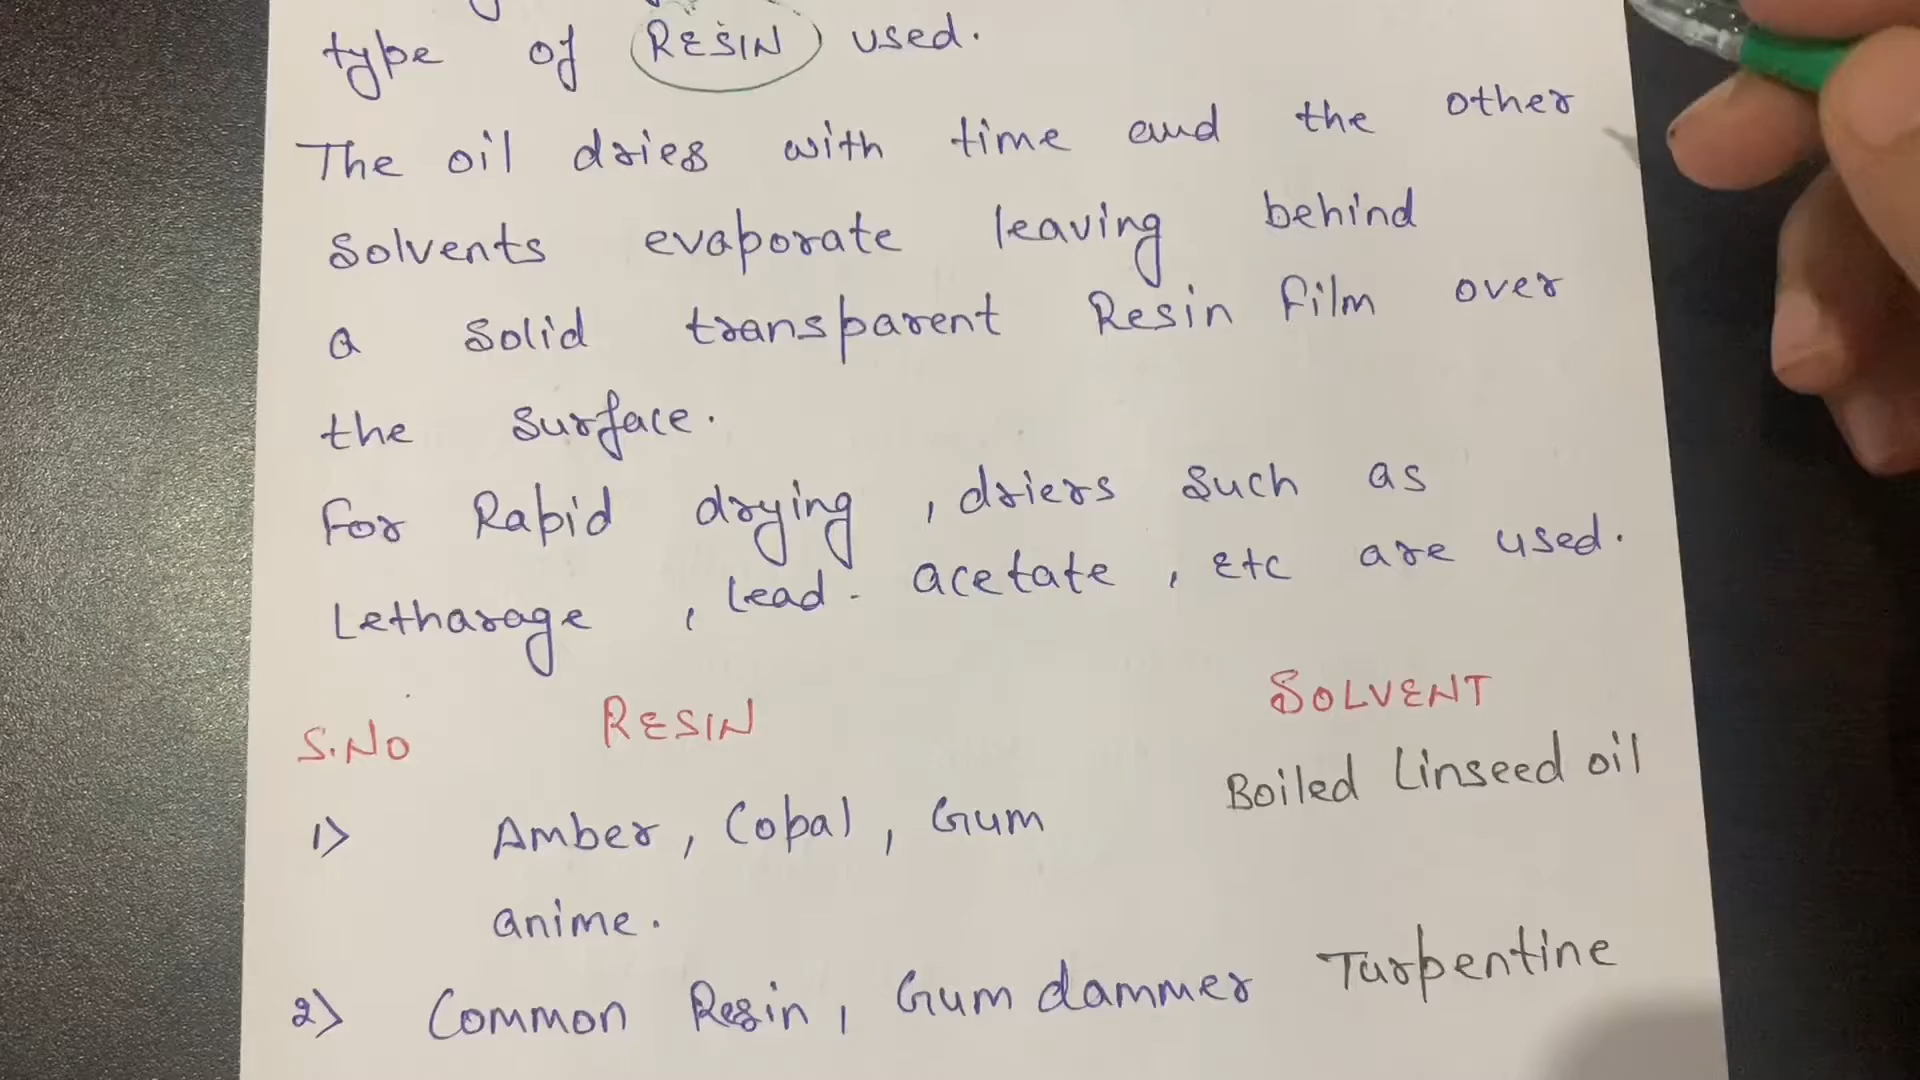 type of RESIN used.
The oil dries with time and the other
solvents evaporate leaving behind
a solid transparent Resin film over
the surface.
For Rapid drying, driers such as
Letharage, lead-acetate, Etc are used.
S.NO RESIN SOLVENT
1) Amber, Copal, Gum Boiled Linseed oil
anime.
2) Common Resin, Gum dammer Turpentine